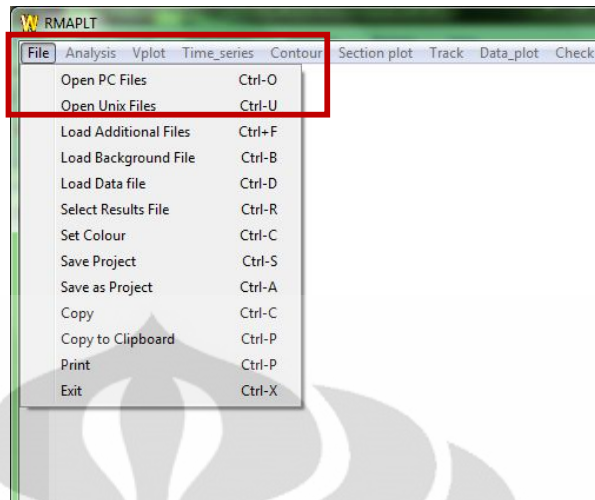 RMAPLT
File Analysis Vplot Time_series Contour Section plot Track Data_plot Check
Open PC Files Ctrl-O
Open Unix Files Ctrl-U
Load Additional Files Ctrl+F
Load Background File Ctrl-B
Load Data file Ctrl-D
Select Results File Ctrl-R
Set Colour Ctrl-C
Save Project Ctrl-S
Save as Project Ctrl-A
Copy Ctrl-C
Copy to Clipboard Ctrl-P
Print Ctrl-P
Exit Ctrl-X